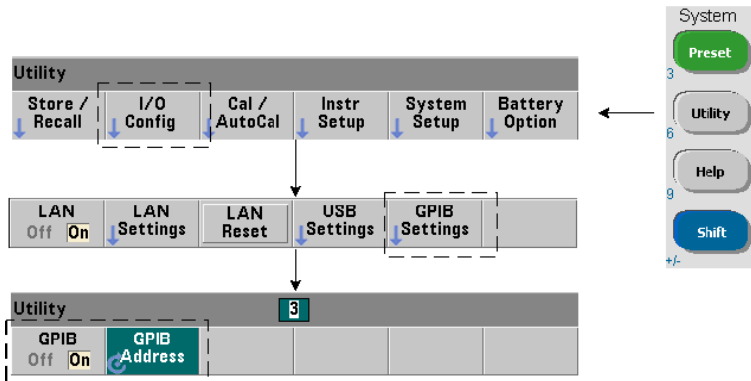 System
Preset
3
Utility
6
Help
9
Shift
+/-
Utility
Store / Recall
I/O Config
Cal / AutoCal
Instr Setup
System Setup
Battery Option
LAN
Off On
LAN Settings
LAN Reset
USB Settings
GPIB Settings
Utility
3
GPIB
Off On
GPIB Address